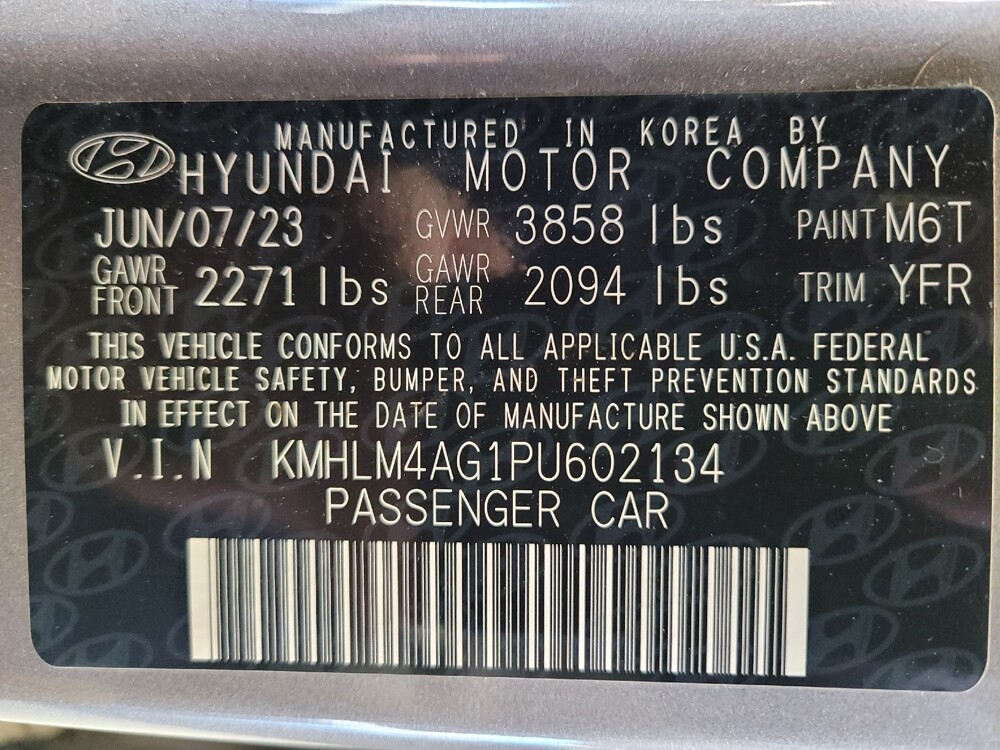 MANUFACTURED IN KOREA BY
HYUNDAI MOTOR COMPANY
JUN/07/23 GVWR 3858 lbs PAINT M6T
GAWR FRONT 2271 lbs GAWR REAR 2094 lbs TRIM YFR
THIS VEHICLE CONFORMS TO ALL APPLICABLE U.S.A. FEDERAL
MOTOR VEHICLE SAFETY, BUMPER, AND THEFT PREVENTION STANDARDS
IN EFFECT ON THE DATE OF MANUFACTURE SHOWN ABOVE
V.I.N KMHLM4AG1PU602134
PASSENGER CAR